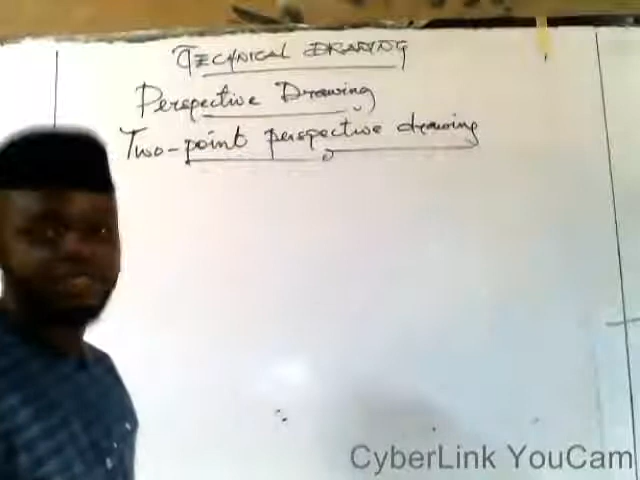 TECHNICAL DRAWING
Perspective Drawing
Two-point perspective drawing
CyberLink YouCam